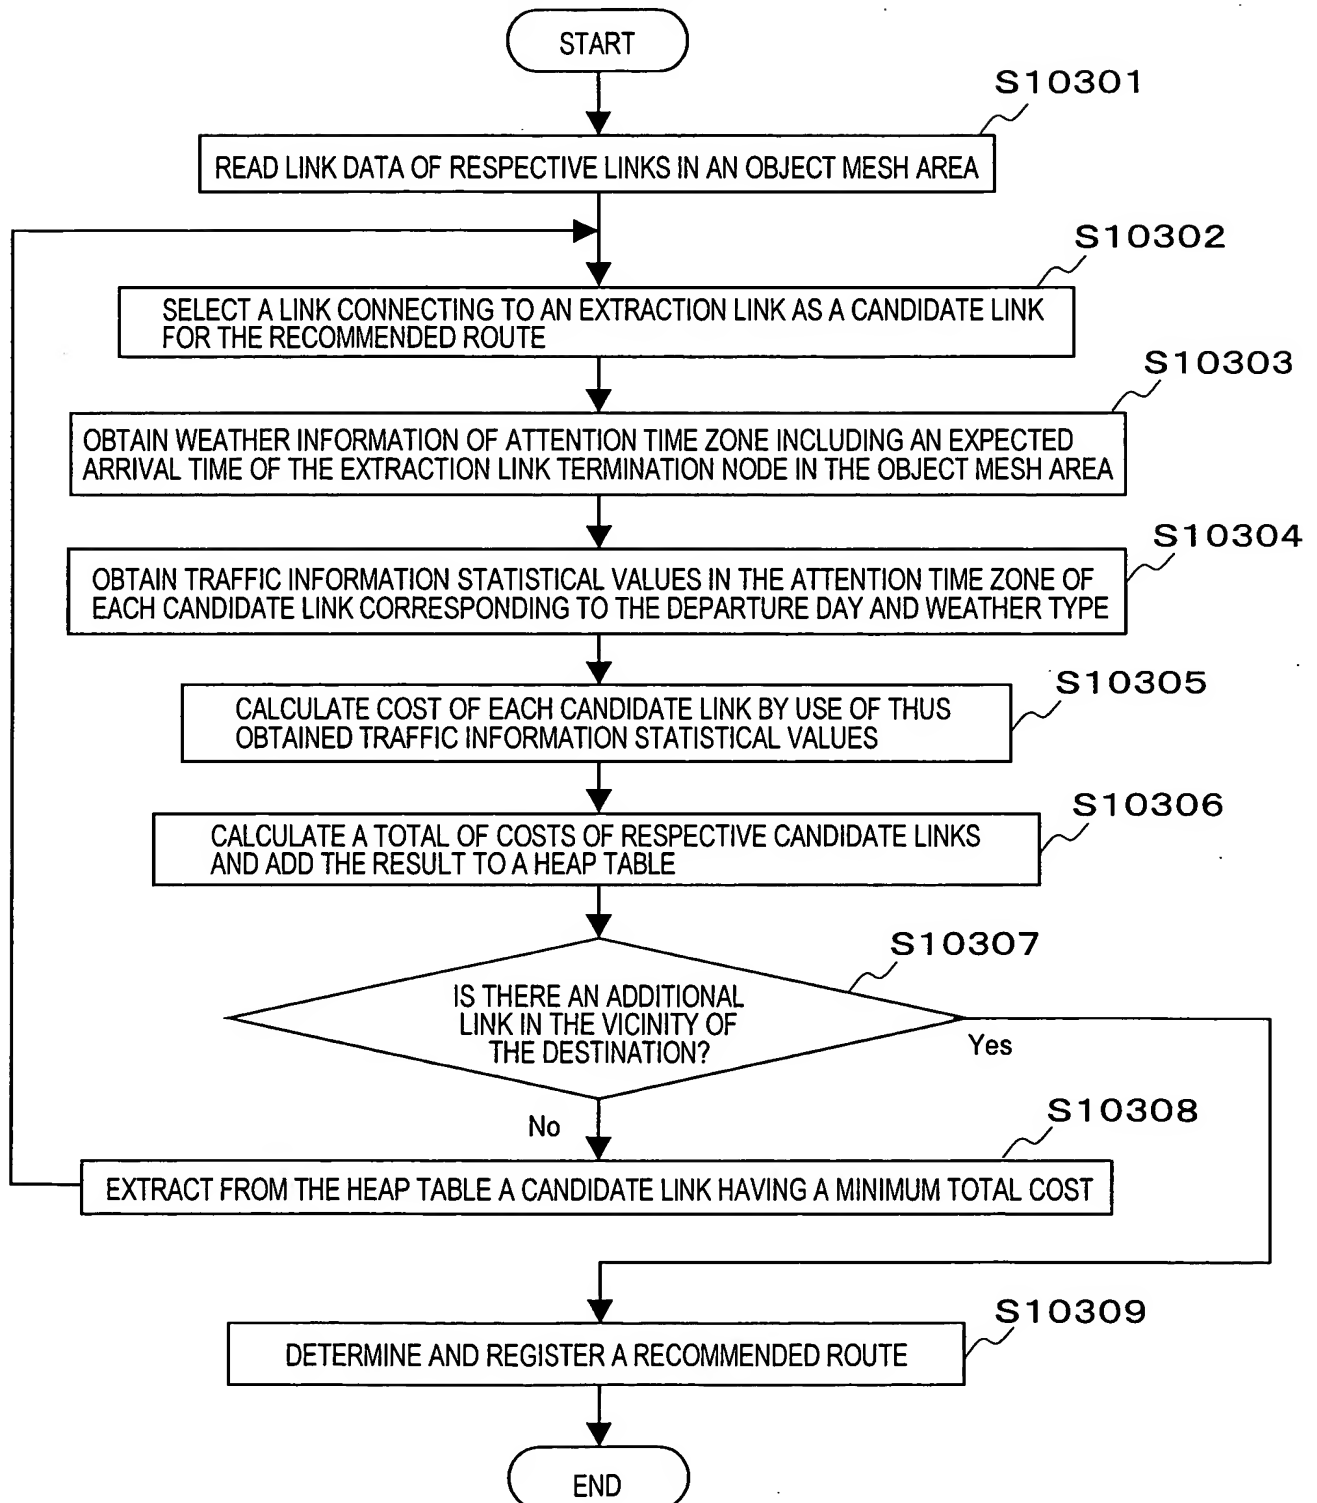 START
S10301
READ LINK DATA OF RESPECTIVE LINKS IN AN OBJECT MESH AREA
S10302
SELECT A LINK CONNECTING TO AN EXTRACTION LINK AS A CANDIDATE LINK
FOR THE RECOMMENDED ROUTE
S10303
OBTAIN WEATHER INFORMATION OF ATTENTION TIME ZONE INCLUDING AN EXPECTED
ARRIVAL TIME OF THE EXTRACTION LINK TERMINATION NODE IN THE OBJECT MESH AREA
S10304
OBTAIN TRAFFIC INFORMATION STATISTICAL VALUES IN THE ATTENTION TIME ZONE OF
EACH CANDIDATE LINK CORRESPONDING TO THE DEPARTURE DAY AND WEATHER TYPE
S10305
CALCULATE COST OF EACH CANDIDATE LINK BY USE OF THUS
OBTAINED TRAFFIC INFORMATION STATISTICAL VALUES
S10306
CALCULATE A TOTAL OF COSTS OF RESPECTIVE CANDIDATE LINKS
AND ADD THE RESULT TO A HEAP TABLE
S10307
IS THERE AN ADDITIONAL
LINK IN THE VICINITY OF
THE DESTINATION?
Yes
No
S10308
EXTRACT FROM THE HEAP TABLE A CANDIDATE LINK HAVING A MINIMUM TOTAL COST
S10309
DETERMINE AND REGISTER A RECOMMENDED ROUTE
END